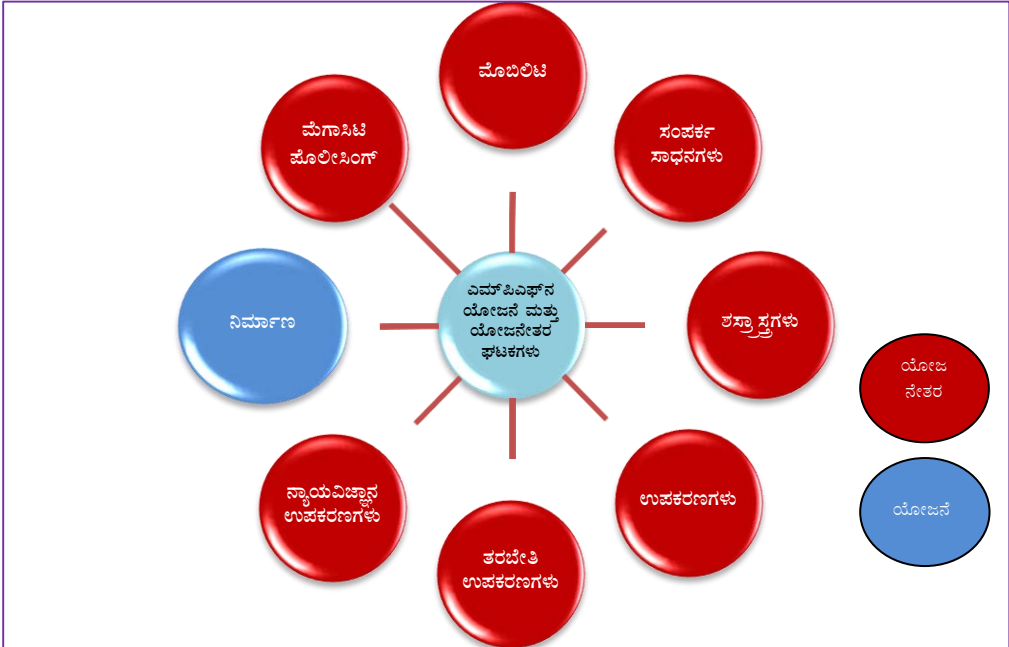 ಮೊಬಿಲಿಟಿ
ಮೆಗಾಸಿಟಿ
ಪೊಲೀಸಿಂಗ್
ಸಂಪರ್ಕ
ಸಾಧನಗಳು
ನಿರ್ಮಾಣ
ಎಮ್‌ಪಿಎಫ್‌ನ
ಯೋಜನೆ ಮತ್ತು
ಯೋಜನೇತರ
ಘಟಕಗಳು
ಶಸ್ತ್ರಾಸ್ತ್ರಗಳು
ಯೋಜ
ನೇತರ
ಯೋಜನೆ
ನ್ಯಾಯವಿಜ್ಞಾನ
ಉಪಕರಣಗಳು
ಉಪಕರಣಗಳು
ತರಬೇತಿ
ಉಪಕರಣಗಳು